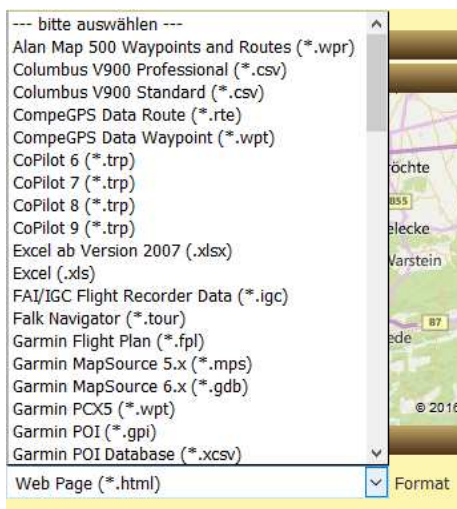 --- bitte auswählen ---
Alan Map 500 Waypoints and Routes (*.wpr)
Columbus V900 Professional (*.csv)
Columbus V900 Standard (*.csv)
CompeGPS Data Route (*.rte)
CompeGPS Data Waypoint (*.wpt)
CoPilot 6 (*.trp)
CoPilot 7 (*.trp)
CoPilot 8 (*.trp)
CoPilot 9 (*.trp)
Excel ab Version 2007 (.xlsx)
Excel (.xls)
FAI/IGC Flight Recorder Data (*.igc)
Falk Navigator (*.tour)
Garmin Flight Plan (*.fpl)
Garmin MapSource 5.x (*.mps)
Garmin MapSource 6.x (*.gdb)
Garmin PCX5 (*.wpt)
Garmin POI (*.gpi)
Garmin POI Database (*.xcsv)
Web Page (*.html)
Format
röchte
B55
elecke
Warstein
B7
ede
© 2016